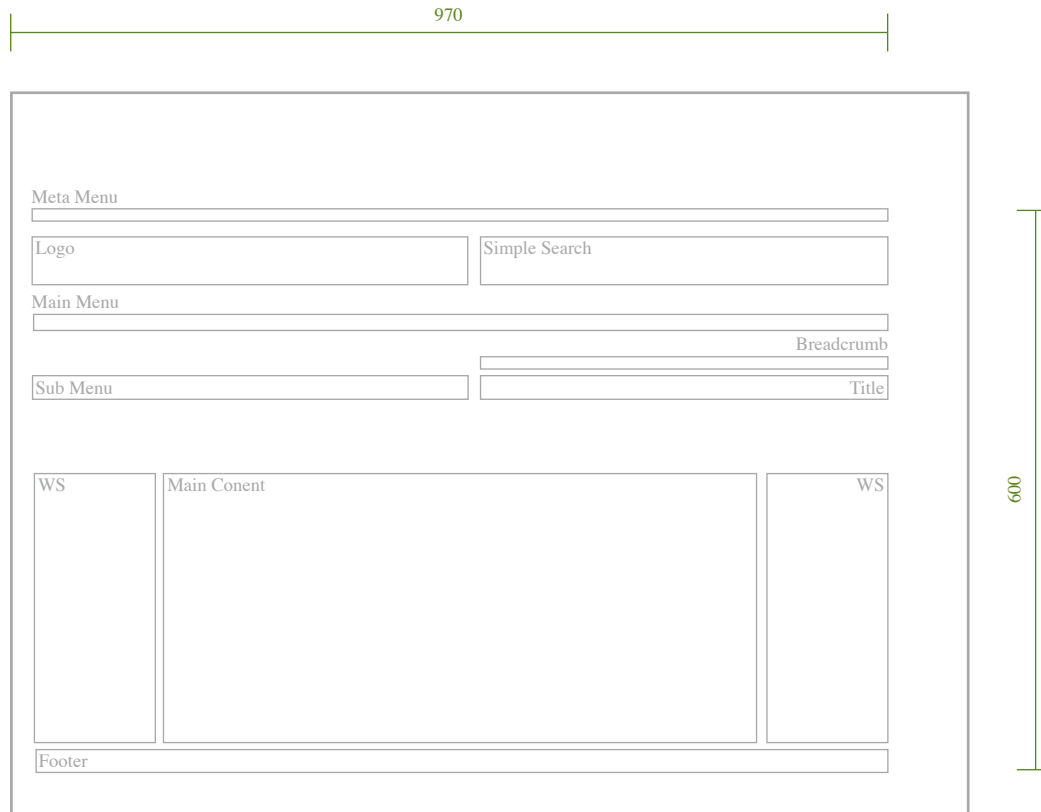 970
Meta Menu
Logo
Simple Search
Main Menu
Breadcrumb
Sub Menu
Title
WS
Main Conent
WS
600
Footer